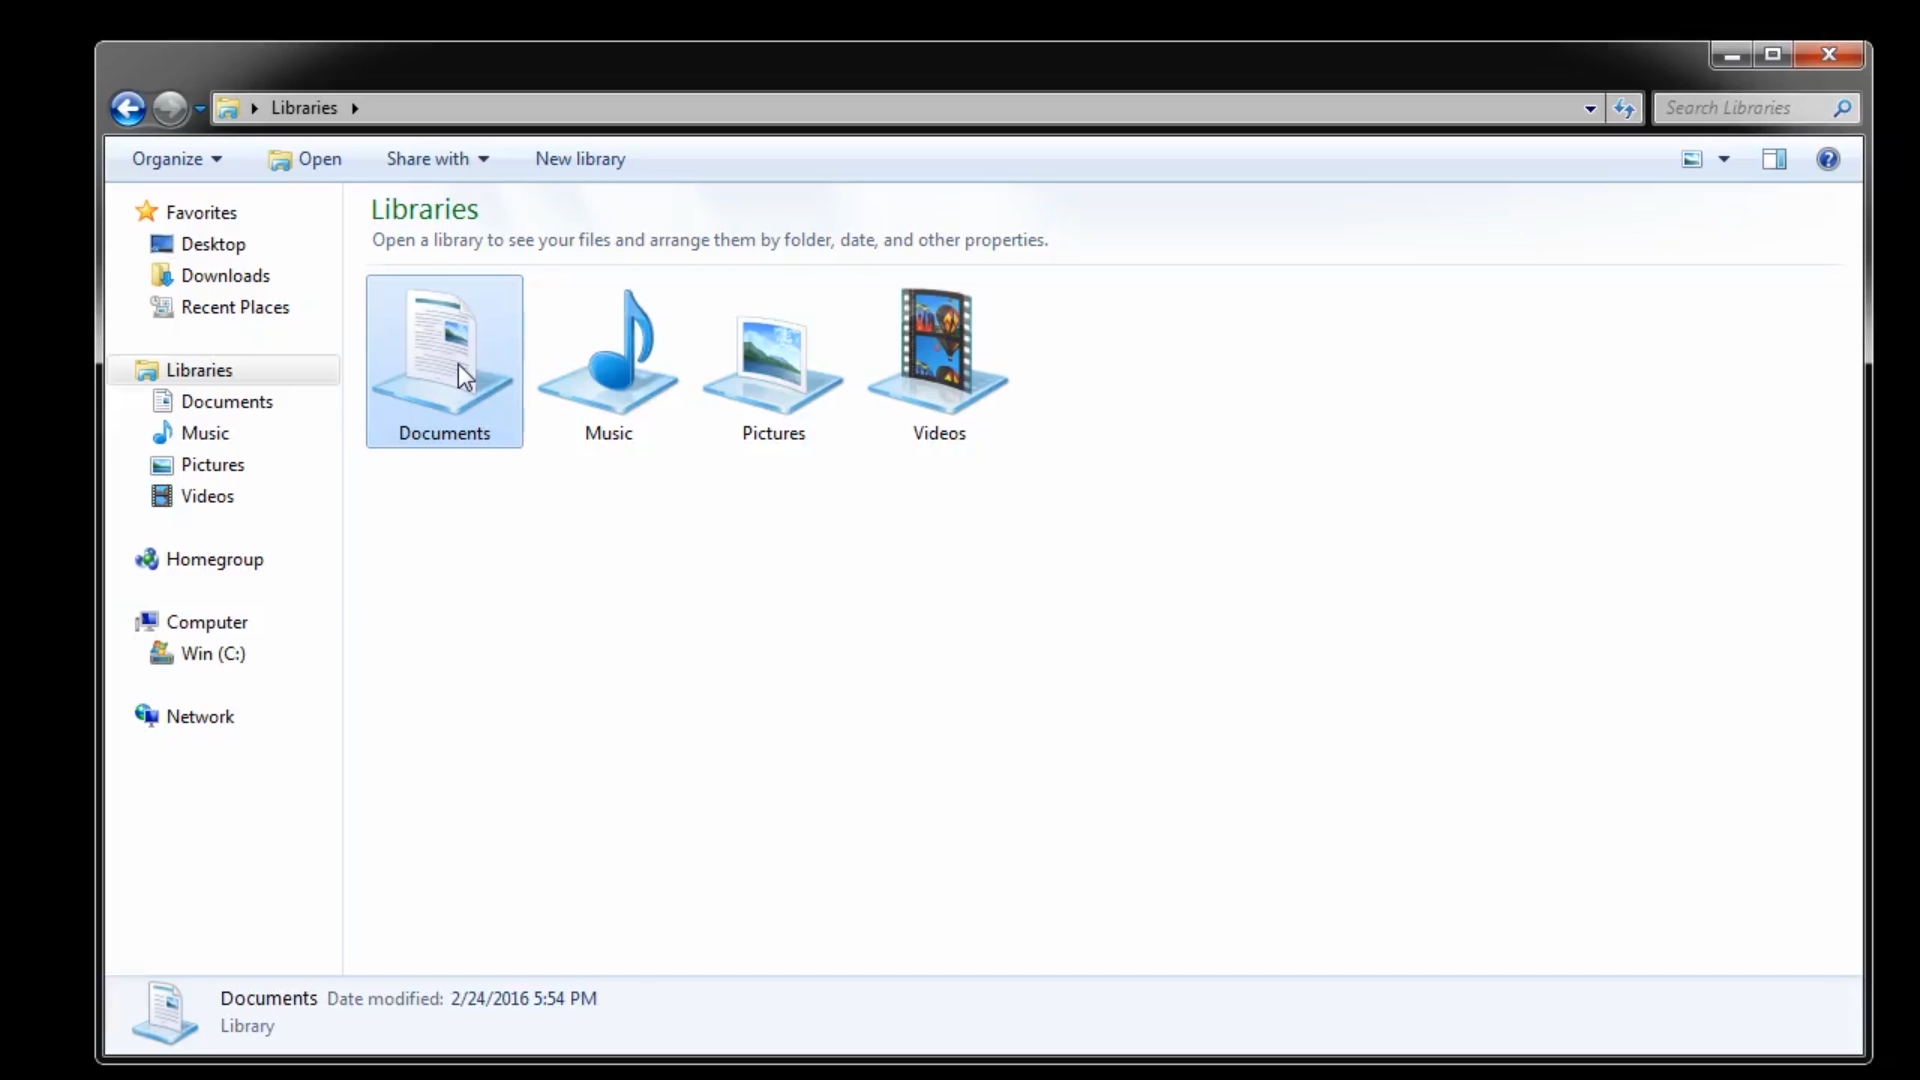 Libraries
Search Libraries
Organize Open Share with New library
Favorites
Desktop
Downloads
Recent Places
Libraries
Documents
Music
Pictures
Videos
Homegroup
Computer
Win (C:)
Network
Libraries
Open a library to see your files and arrange them by folder, date, and other properties.
Documents Music Pictures Videos
Documents Date modified: 2/24/2016 5:54 PM
Library